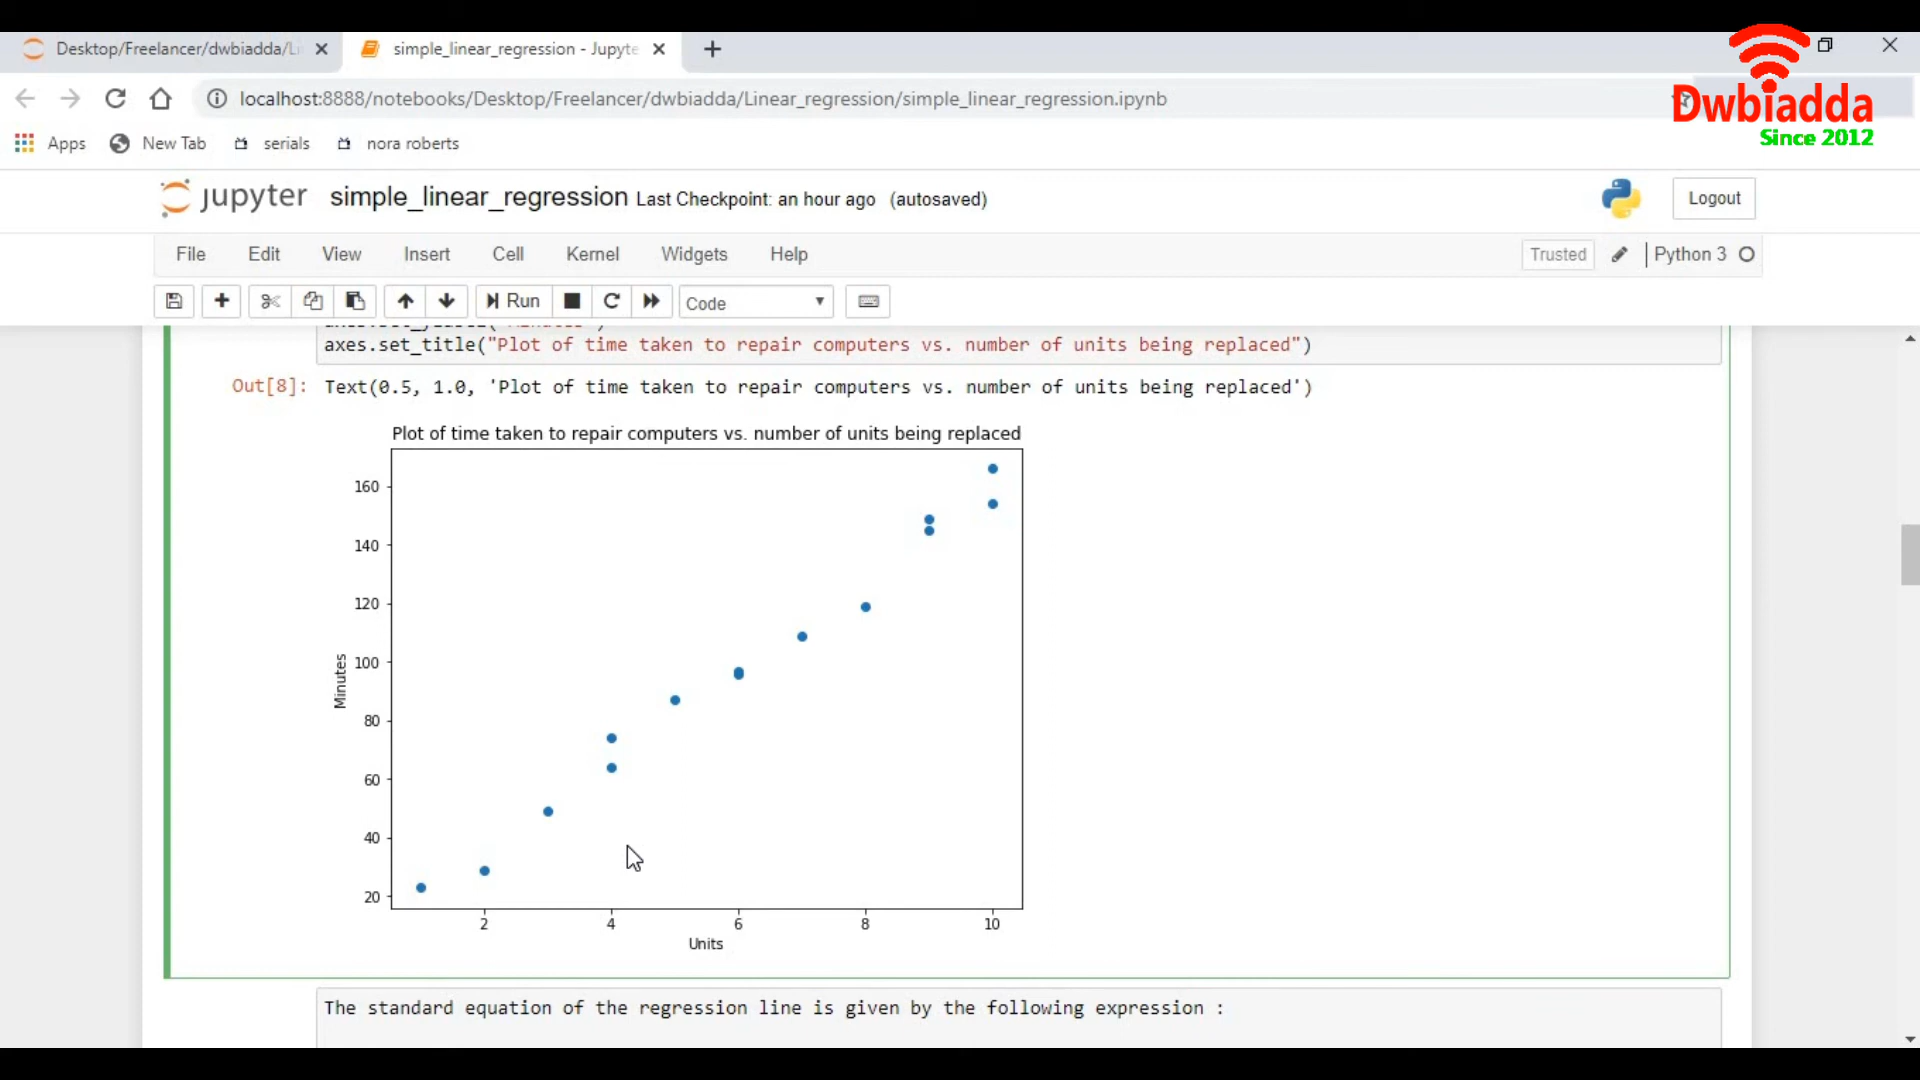 Desktop/Freelancer/dwbiadda/Li
simple_linear_regression - Jupyte
localhost:8888/notebooks/Desktop/Freelancer/dwbiadda/Linear_regression/simple_linear_regression.ipynb
Dwbiadda
Since 2012
Apps New Tab serials nora roberts
jupyter simple_linear_regression Last Checkpoint: an hour ago (autosaved)
Logout
File Edit View Insert Cell Kernel Widgets Help
Trusted Python 3
Run Code
axes.set_title("Plot of time taken to repair computers vs. number of units being replaced")
Out[8]: Text(0.5, 1.0, 'Plot of time taken to repair computers vs. number of units being replaced')
Plot of time taken to repair computers vs. number of units being replaced
160
140
120
100
80
60
40
20
Minutes
2 4 6 8 10
Units
The standard equation of the regression line is given by the following expression :